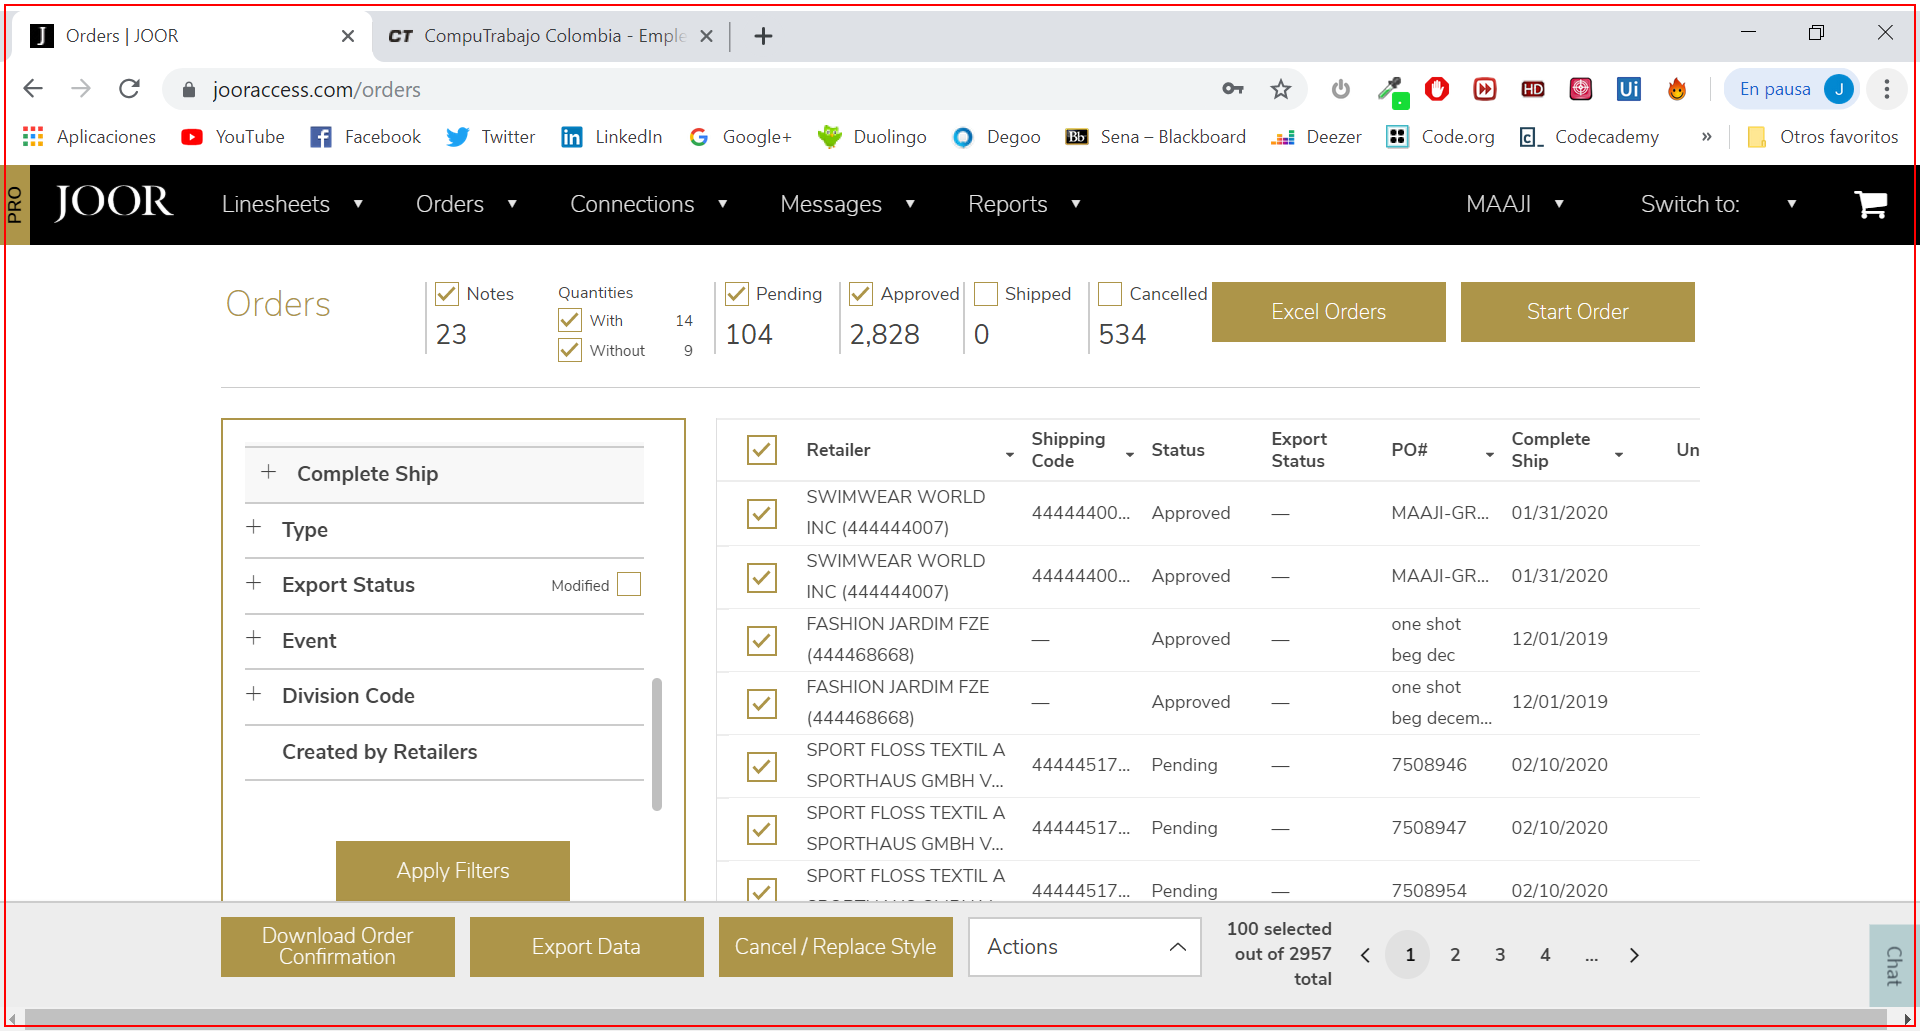 Orders | JOOR
CT CompuTrabajo Colombia - Emple
jooraccess.com/orders
HD
Ui
En pausa
J
Aplicaciones
YouTube
Facebook
Twitter
LinkedIn
Google+
Duolingo
Degoo
Bb Sena – Blackboard
Deezer
Code.org
Codecademy
»
Otros favoritos
PRO
JOOR
Linesheets
Orders
Connections
Messages
Reports
MAAJI
Switch to:
Orders
Notes
23
Quantities
With 14
Without 9
Pending
104
Approved
2,828
Shipped
0
Cancelled
534
Excel Orders
Start Order
+ Complete Ship
+ Type
+ Export Status
Modified
+ Event
+ Division Code
Created by Retailers
Apply Filters
Retailer
Shipping
Code
Status
Export
Status
PO#
Complete
Ship
Un
SWIMWEAR WORLD
INC (444444007)
44444400...
Approved
—
MAAJI-GR...
01/31/2020
SWIMWEAR WORLD
INC (444444007)
44444400...
Approved
—
MAAJI-GR...
01/31/2020
FASHION JARDIM FZE
(444468668)
—
Approved
—
one shot
beg dec
12/01/2019
FASHION JARDIM FZE
(444468668)
—
Approved
—
one shot
beg decem...
12/01/2019
SPORT FLOSS TEXTIL A
SPORTHAUS GMBH V...
44444517...
Pending
—
7508946
02/10/2020
SPORT FLOSS TEXTIL A
SPORTHAUS GMBH V...
44444517...
Pending
—
7508947
02/10/2020
SPORT FLOSS TEXTIL A
44444517...
Pending
—
7508954
02/10/2020
Download Order
Confirmation
Export Data
Cancel / Replace Style
Actions
100 selected
out of 2957
total
1
2
3
4
...
Chat